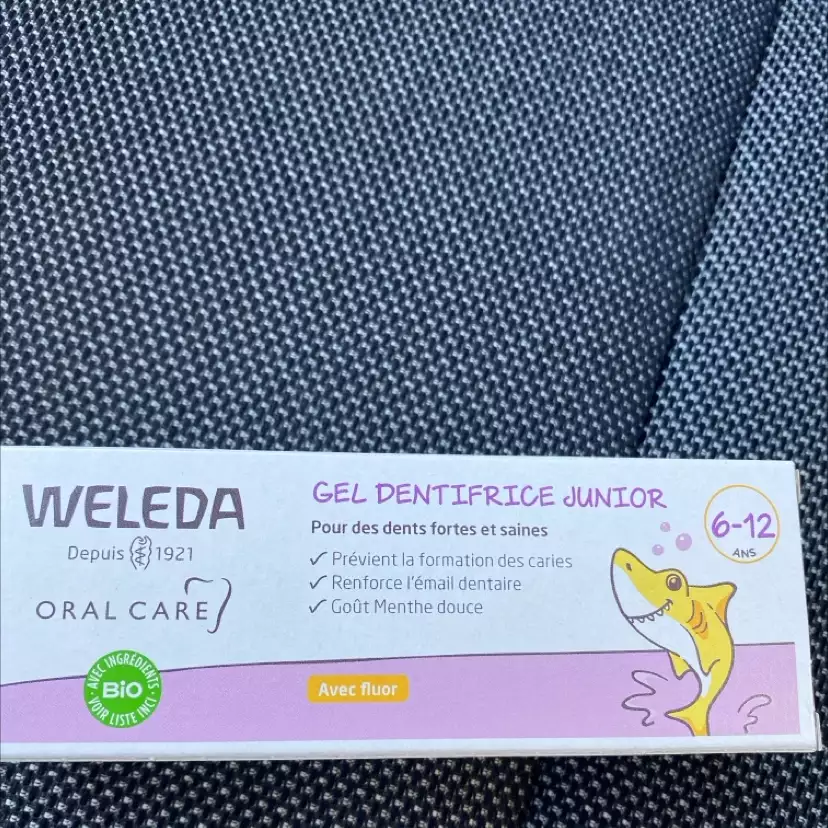 WELEDA
Depuis 1921
ORAL CARE
AVEC INGRÉDIENTS
BIO
VOIR LISTE INCI
GEL DENTIFRICE JUNIOR
Pour des dents fortes et saines
✓ Prévient la formation des caries
✓ Renforce l'émail dentaire
✓ Goût Menthe douce
Avec fluor
6-12
ANS